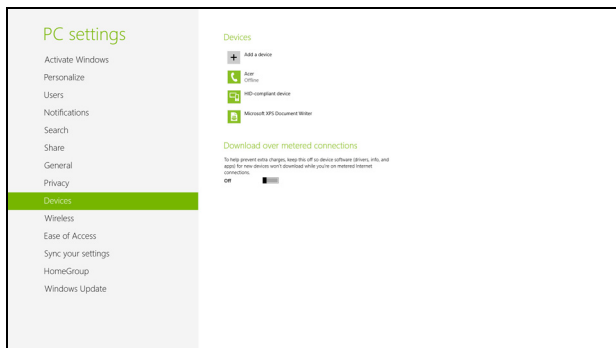 PC settings
Activate Windows
Personalize
Users
Notifications
Search
Share
General
Privacy
Devices
Wireless
Ease of Access
Sync your settings
HomeGroup
Windows Update
Devices
Add a device
Acer
Offline
HID-compliant device
Microsoft XPS Document Writer
Download over metered connections
To help prevent extra charges, keep this off so device software (drivers, info, and
apps) for new devices won't download while you're on metered Internet
connections.
Off